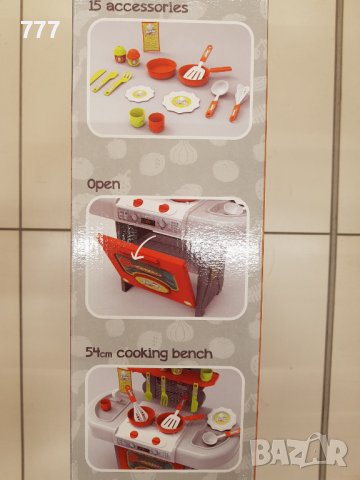 777
15 accessories
Open
54cm cooking bench
BAZAR